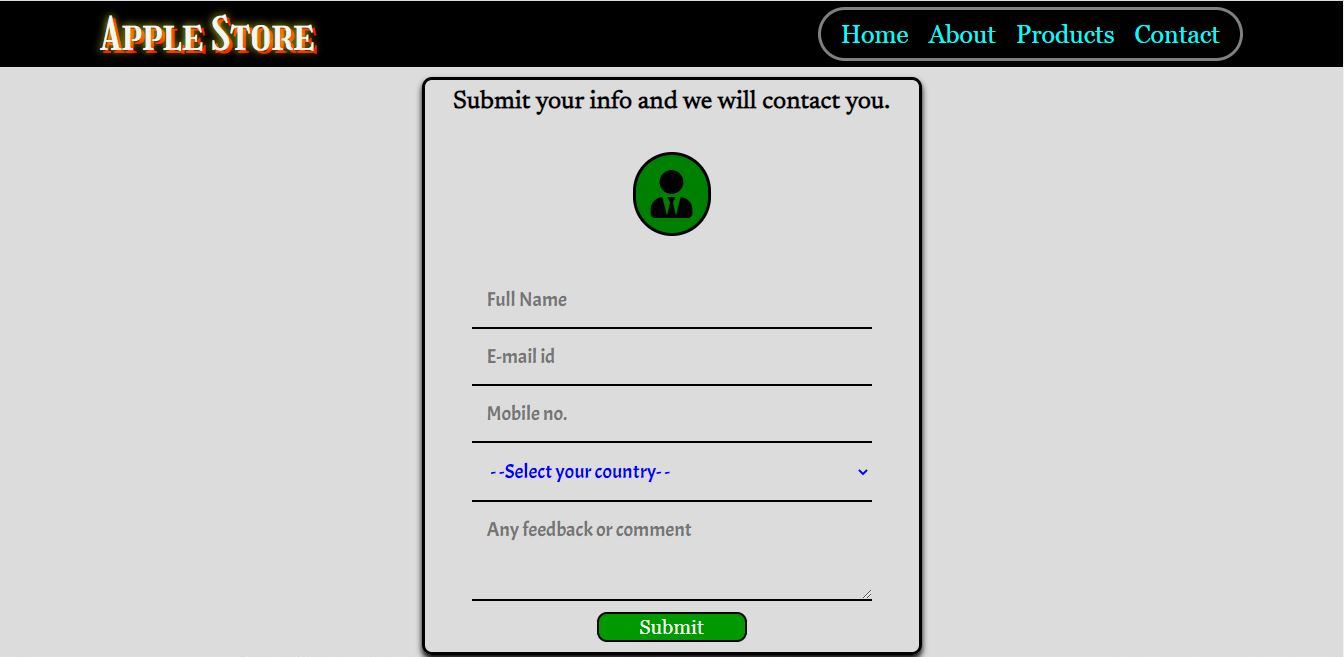 Apple Store
Home About Products Contact
Submit your info and we will contact you.
Full Name
E-mail id
Mobile no.
- -Select your country- -
Any feedback or comment
Submit